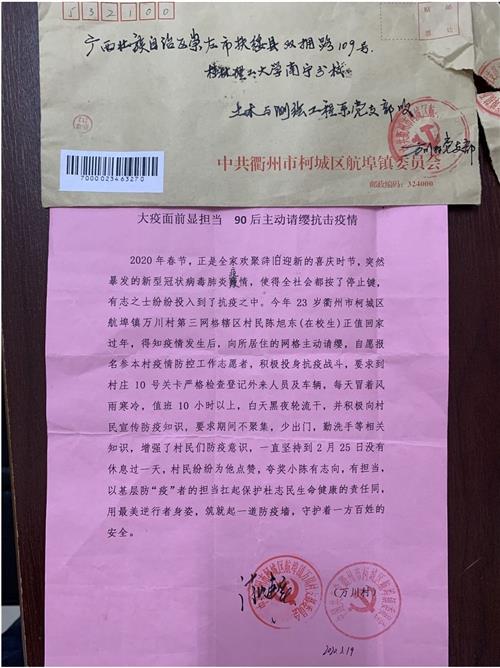 532100
广西壮族自治区崇左市扶绥县双拥路109号
桂林理工大学南宁分校
土木与测绘工程系党支部收
万川村党支部
中共衢州市柯城区航埠镇委员会
邮政编码：324000
7000023463270
大疫面前显担当 90后主动请缨抗击疫情
2020年春节，正是全家欢聚辞旧迎新的喜庆时节，突然
暴发的新型冠状病毒肺炎疫情，使得全社会都按了停止键，
有志之士纷纷投入到了抗疫之中。今年23岁衢州市柯城区
航埠镇万川村第三网格辖区村民陈旭东(在校生)正值回家
过年，得知疫情发生后，向所居住的网格主动请缨，自愿报
名参本村疫情防控工作志愿者，积极投身抗疫战斗，要求到
村庄10号关卡严格检查登记外来人员及车辆，每天冒着风
雨寒冷，值班10小时以上，白天黑夜轮流干，并积极向村
民宣传防疫知识，要求期间不聚集，少出门，勤洗手等相关
知识，增强了村民们防疫意识，一直坚持到2月25日没有
休息过一天，村民纷纷为他点赞，夸奖小陈有志向，有担当，
以基层防“疫”者的担当扛起保护杜志民生命健康的责任同，
用最美逆行者身姿，筑就起一道防疫墙，守护着一方百姓的
安全。
(万川村)
2020.3.19